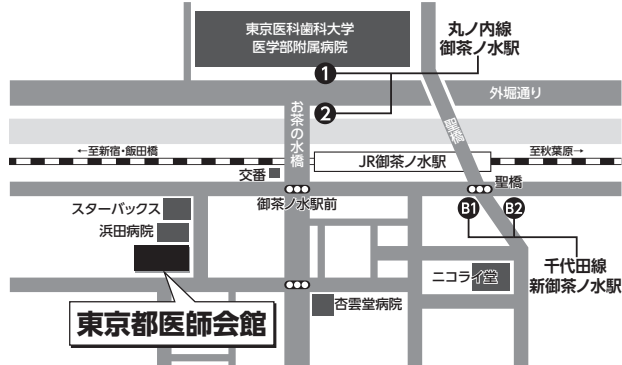 東京医科歯科大学
医学部附属病院
丸ノ内線
御茶ノ水駅
1
2
外堀通り
お茶の水橋
聖橋
←至新宿・飯田橋
JR御茶ノ水駅
至秋葉原→
交番
御茶ノ水駅前
聖橋
スターバックス
浜田病院
B1
B2
ニコライ堂
千代田線
新御茶ノ水駅
杏雲堂病院
東京都医師会館